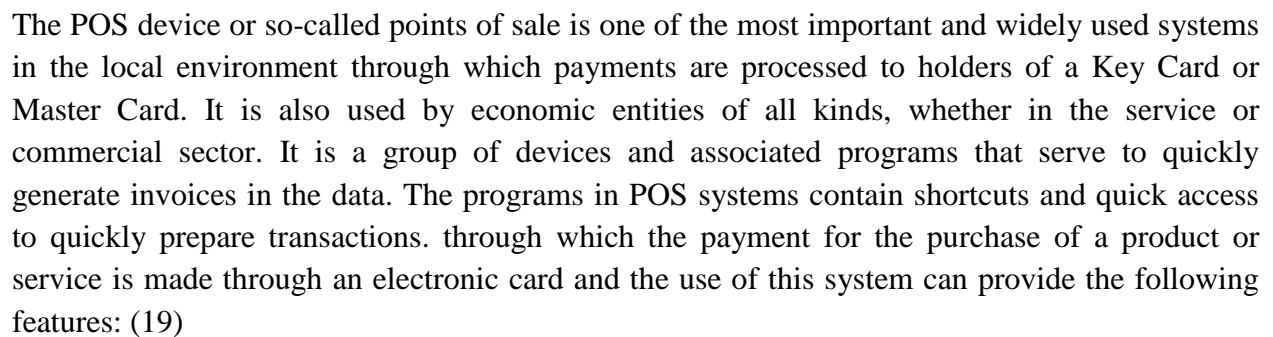 The POS device or so-called points of sale is one of the most important and widely used systems
in the local environment through which payments are processed to holders of a Key Card or
Master Card. It is also used by economic entities of all kinds, whether in the service or
commercial sector. It is a group of devices and associated programs that serve to quickly
generate invoices in the data. The programs in POS systems contain shortcuts and quick access
to quickly prepare transactions. through which the payment for the purchase of a product or
service is made through an electronic card and the use of this system can provide the following
features: (19)